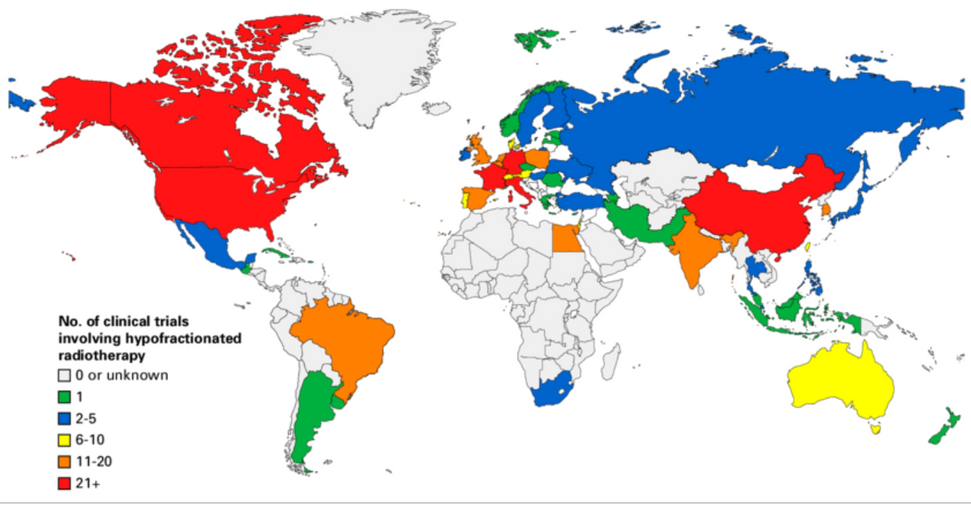 No. of clinical trials
involving hypofractionated
radiotherapy
0 or unknown
1
2-5
6-10
11-20
21+